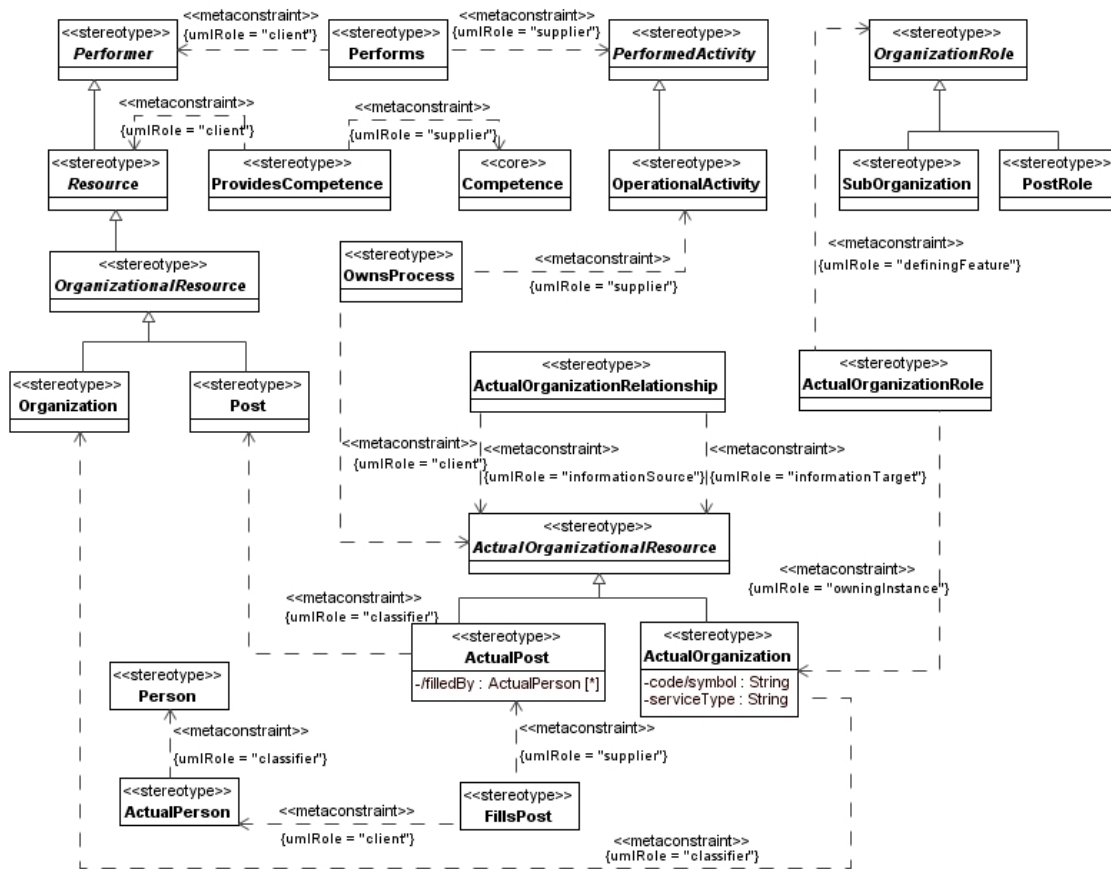 <<metaconstraint>>
{umlRole = "client"}
<<metaconstraint>>
{umlRole = "supplier"}
<<stereotype>>
Performer
<<stereotype>>
Performs
<<stereotype>>
PerformedActivity
<<stereotype>>
OrganizationRole
<<metaconstraint>>
{umlRole = "client"}
<<metaconstraint>>
{umlRole = "supplier"}
<<stereotype>>
Resource
<<stereotype>>
ProvidesCompetence
<<core>>
Competence
<<stereotype>>
OperationalActivity
<<stereotype>>
SubOrganization
<<stereotype>>
PostRole
<<stereotype>>
OrganizationalResource
<<stereotype>>
OwnsProcess
<<metaconstraint>>
{umlRole = "supplier"}
<<metaconstraint>>
{umlRole = "definingFeature"}
<<stereotype>>
Organization
<<stereotype>>
Post
<<stereotype>>
ActualOrganizationRelationship
<<stereotype>>
ActualOrganizationRole
<<metaconstraint>>
{umlRole = "client"}
<<metaconstraint>>
{umlRole = "informationSource"}
<<metaconstraint>>
{umlRole = "informationTarget"}
<<stereotype>>
ActualOrganizationalResource
<<metaconstraint>>
{umlRole = "owningInstance"}
<<metaconstraint>>
{umlRole = "classifier"}
<<stereotype>>
ActualPost
-/filledBy : ActualPerson [*]
<<stereotype>>
ActualOrganization
-code/symbol : String
-serviceType : String
<<stereotype>>
Person
<<metaconstraint>>
{umlRole = "classifier"}
<<metaconstraint>>
{umlRole = "supplier"}
<<stereotype>>
ActualPerson
<<stereotype>>
FillsPost
<<metaconstraint>>
{umlRole = "client"}
<<metaconstraint>>
{umlRole = "classifier"}